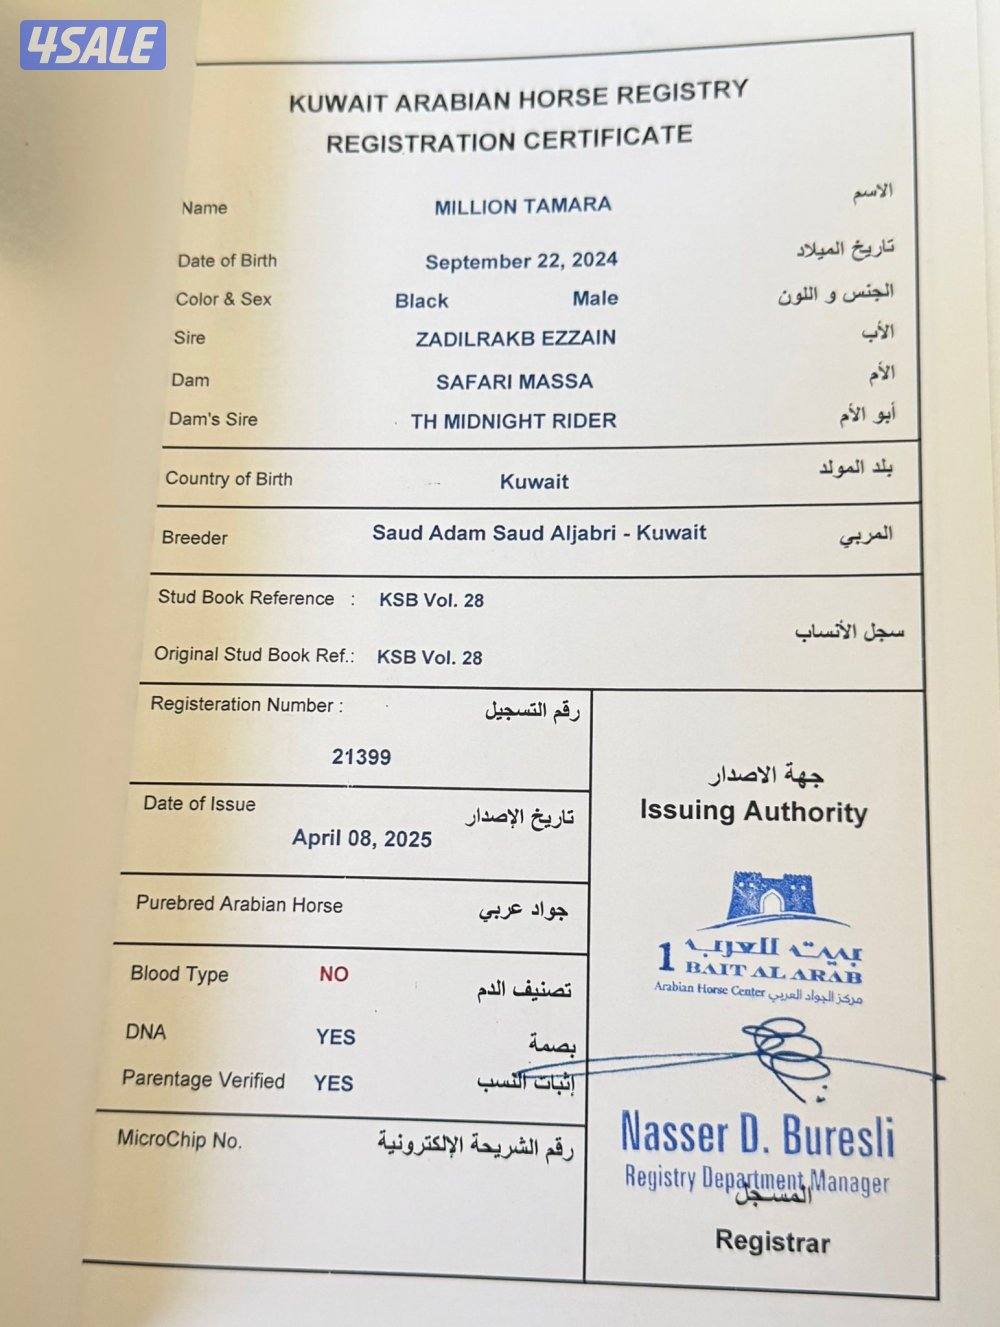 4SALE
KUWAIT ARABIAN HORSE REGISTRY
REGISTRATION CERTIFICATE
Name MILLION TAMARA الاسم
Date of Birth September 22, 2024 تاريخ الميلاد
Color & Sex Black Male الجنس و اللون
Sire ZADILRAKB EZZAIN الأب
Dam SAFARI MASSA الأم
Dam's Sire TH MIDNIGHT RIDER أبو الأم
Country of Birth Kuwait بلد المولد
Breeder Saud Adam Saud Aljabri - Kuwait المربي
Stud Book Reference : KSB Vol. 28
سجل الأنساب
Original Stud Book Ref.: KSB Vol. 28
Registeration Number : رقم التسجيل
21399
Date of Issue تاريخ الإصدار
April 08, 2025
Purebred Arabian Horse جواد عربي
Blood Type NO تصنيف الدم
DNA YES بصمة
Parentage Verified YES إثبات النسب
MicroChip No. رقم الشريحة الإلكترونية
جهة الاصدار
Issuing Authority
بيت العرب
1 BAIT AL ARAB
Arabian Horse Center مركز الجواد العربي
Nasser D. Buresli
Registry Department Manager
المسجل
Registrar